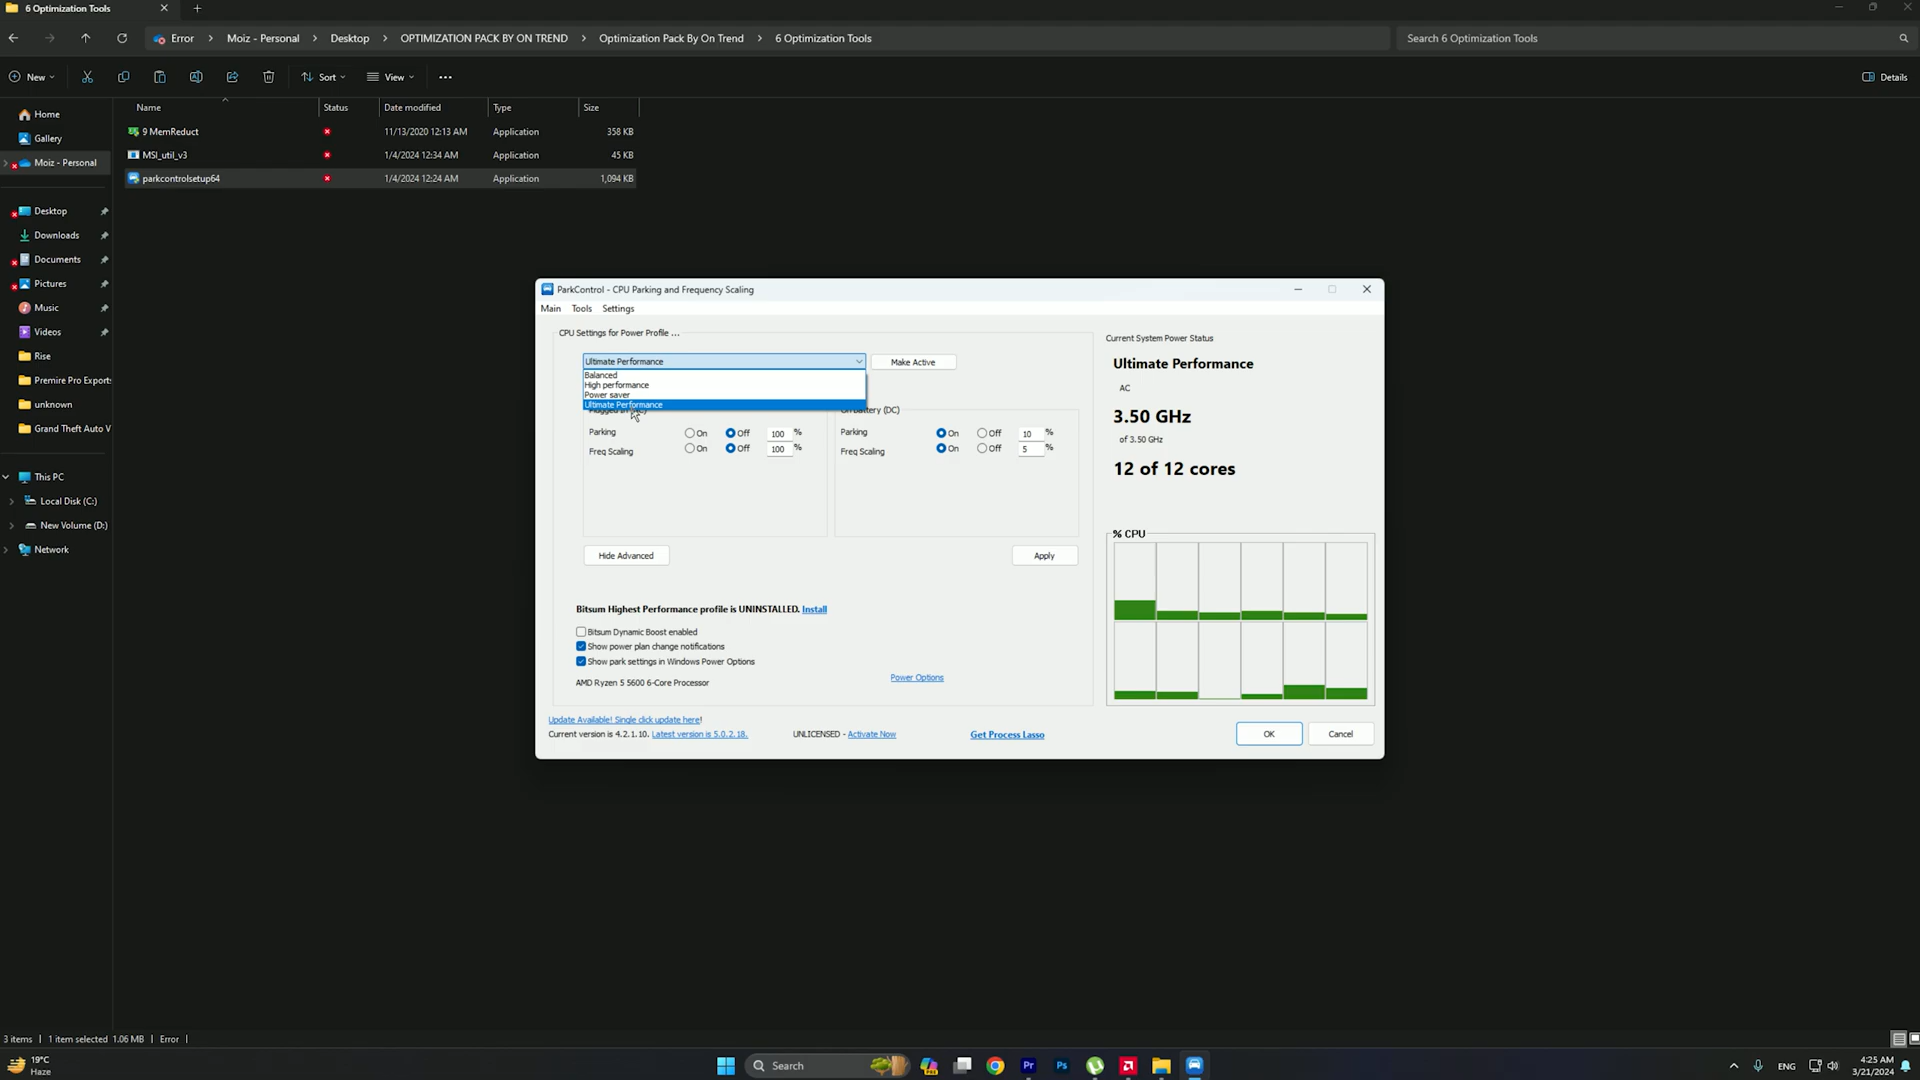 6 Optimization Tools
Error > Moiz - Personal > Desktop > OPTIMIZATION PACK BY ON TREND > Optimization Pack By On Trend > 6 Optimization Tools
Search 6 Optimization Tools
New
Sort
View
Details
Name Status Date modified Type Size
9 MemReduct 11/13/2020 12:13 AM Application 358 KB
MSI_util_v3 1/4/2024 12:34 AM Application 45 KB
parkcontrolsetup64 1/4/2024 12:24 AM Application 1,094 KB
Home
Gallery
Moiz - Personal
Desktop
Downloads
Documents
Pictures
Music
Videos
Rise
Premire Pro Exports
unknown
Grand Theft Auto V
This PC
Local Disk (C:)
New Volume (D:)
Network
ParkControl - CPU Parking and Frequency Scaling
Main Tools Settings
CPU Settings for Power Profile ...
Ultimate Performance
Make Active
Balanced
High performance
Power saver
Ultimate Performance
Plugged in (AC)
Parking On Off 100 %
Freq Scaling On Off 100 %
On Battery (DC)
Parking On Off 10 %
Freq Scaling On Off 5 %
Hide Advanced
Apply
Bitsum Highest Performance profile is UNINSTALLED. Install
Bitsum Dynamic Boost enabled
Show power plan change notifications
Show park settings in Windows Power Options
AMD Ryzen 5 5600 6-Core Processor
Power Options
Update Available! Single click update here!
Current version is 4.2.1.10. Latest version is 5.0.2.18.
UNLICENSED - Activate Now
Get Process Lasso
Current System Power Status
Ultimate Performance
AC
3.50 GHz
of 3.50 GHz
12 of 12 cores
% CPU
OK
Cancel
3 items | 1 item selected 1.06 MB | Error |
19°C
Haze
Search
PRE
Pr
Ps
ENG
4:25 AM
3/21/2024